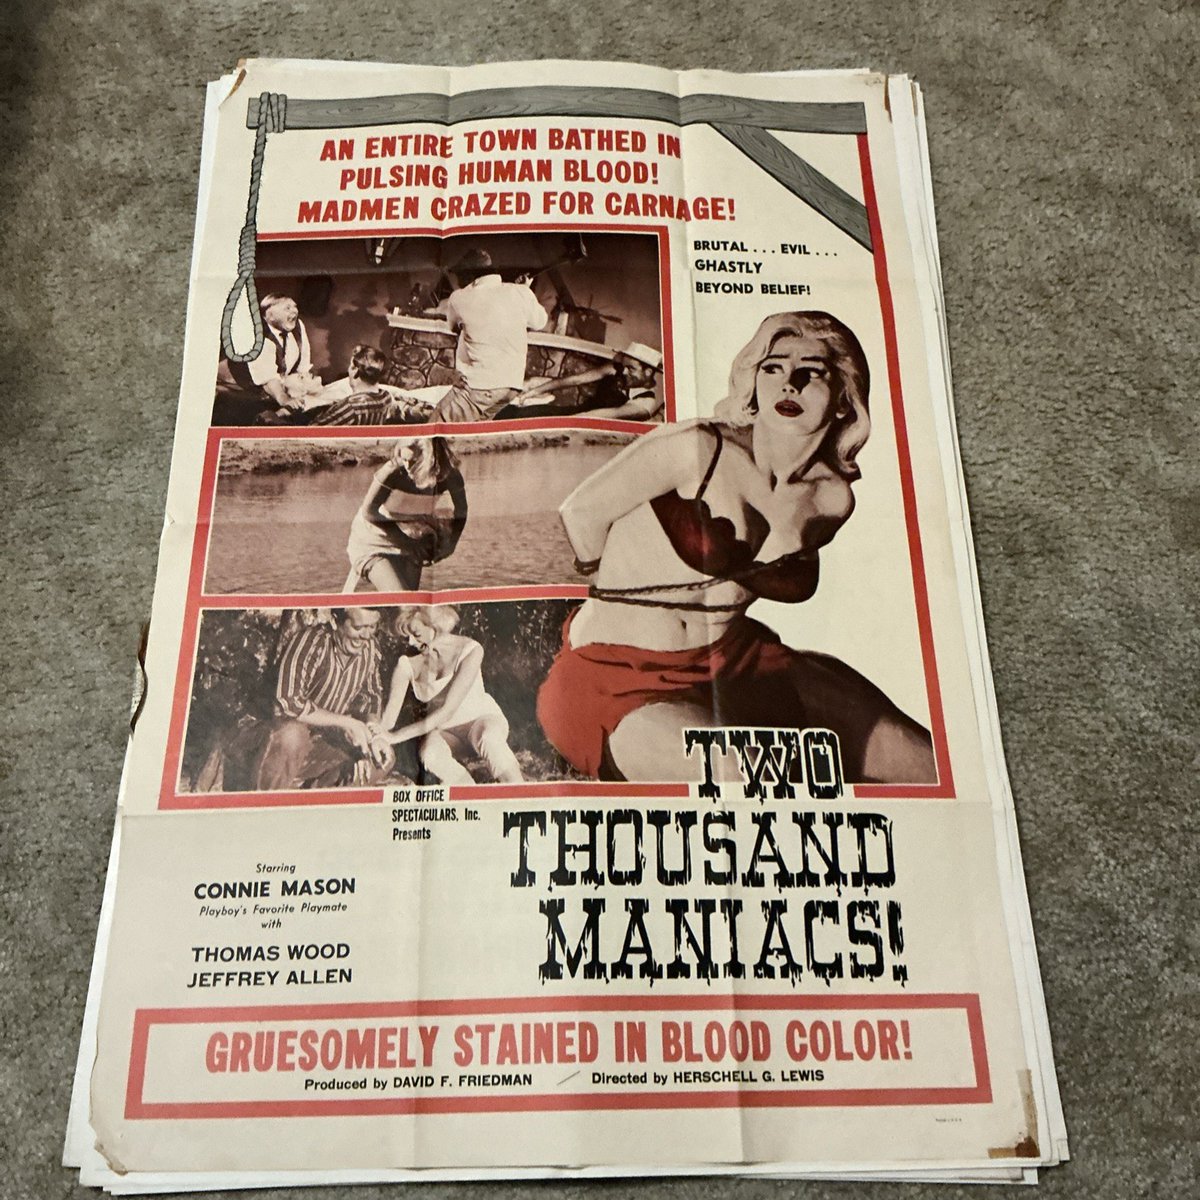 AN ENTIRE TOWN BATHED IN
PULSING HUMAN BLOOD!
MADMEN CRAZED FOR CARNAGE!
BRUTAL . . . EVIL . . .
GHASTLY
BEYOND BELIEF!
BOX OFFICE
SPECTACULARS, Inc.
Presents
TWO
THOUSAND
MANIACS!
Starring
CONNIE MASON
Playboy's Favorite Playmate
with
THOMAS WOOD
JEFFREY ALLEN
GRUESOMELY STAINED IN BLOOD COLOR!
Produced by DAVID F. FRIEDMAN / Directed by HERSCHELL G. LEWIS